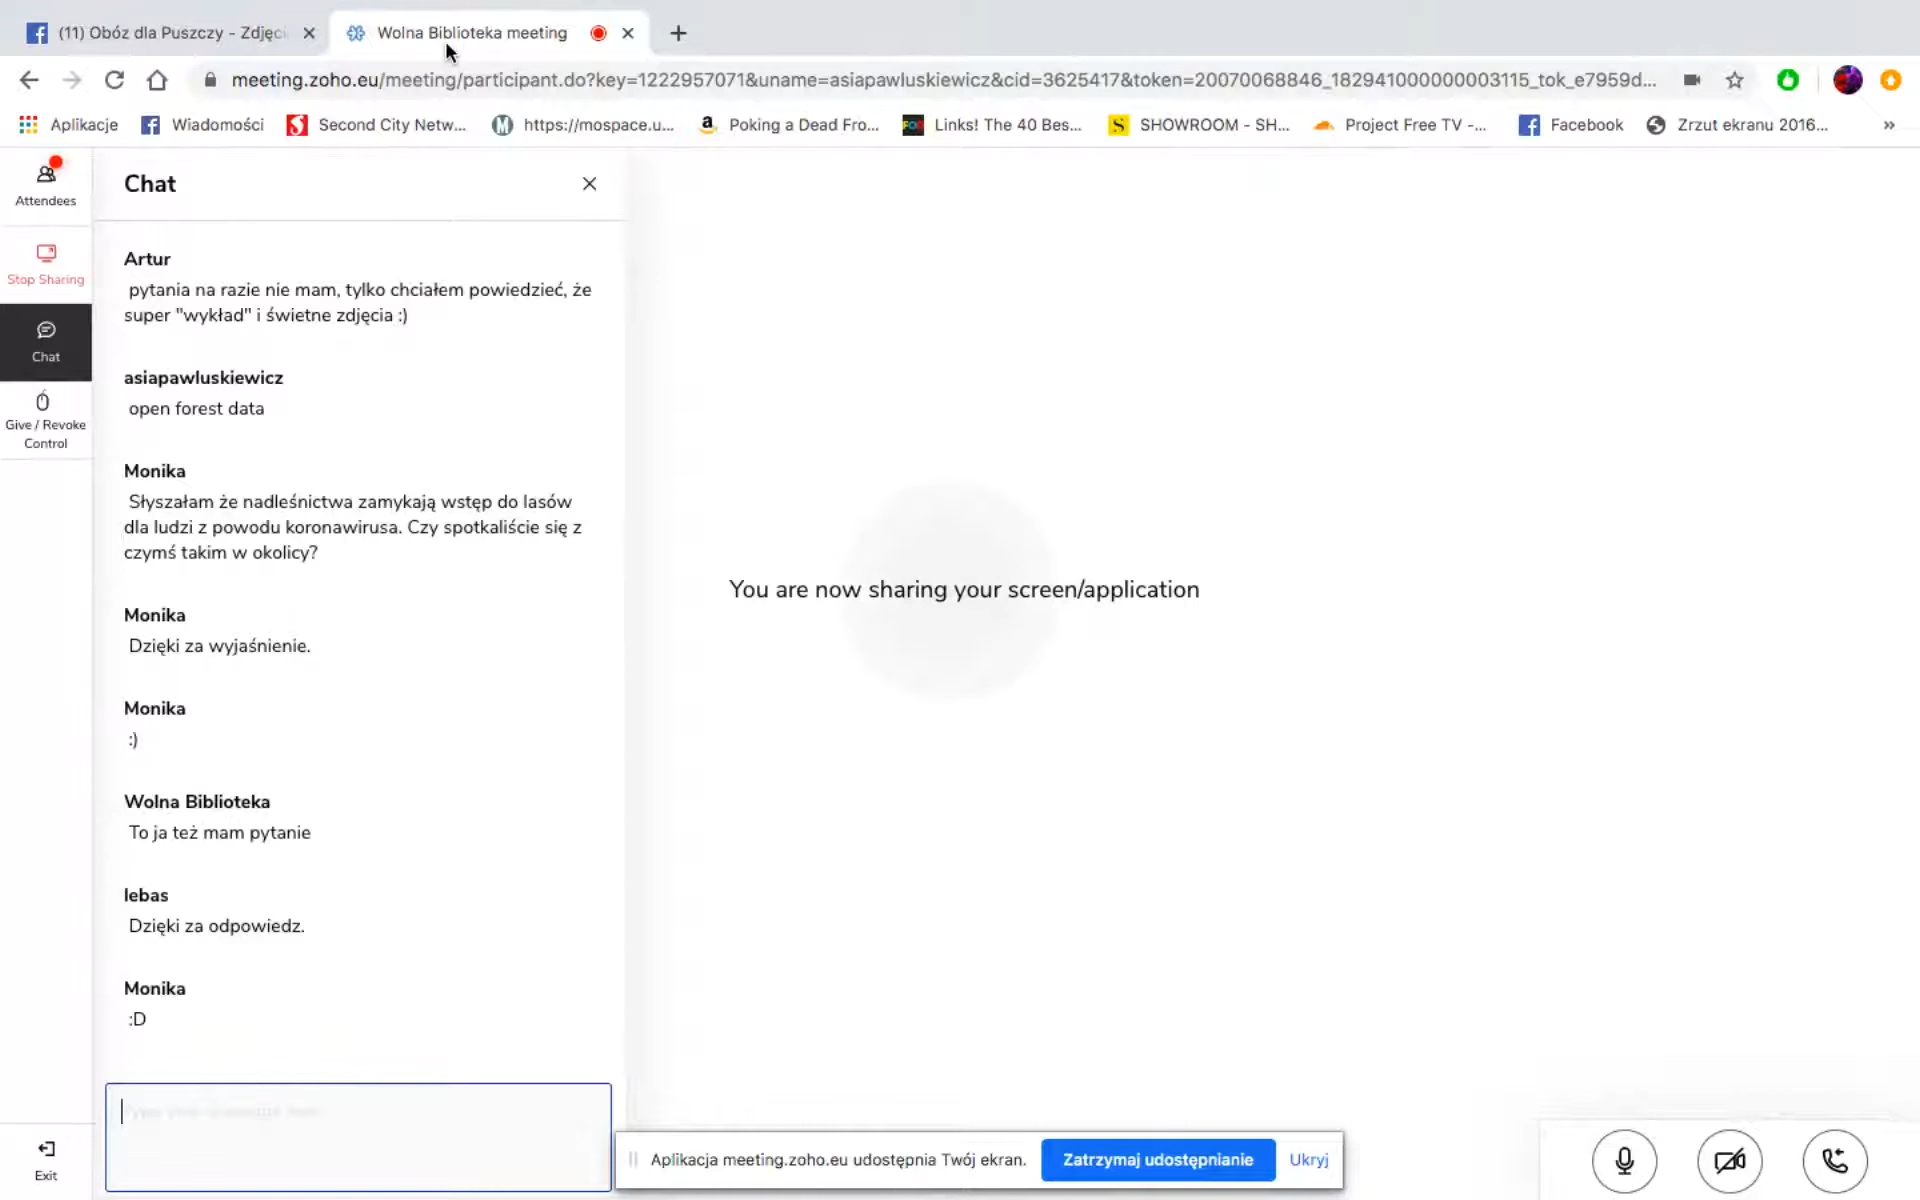 (11) Obóz dla Puszczy - Zdjęci
Wolna Biblioteka meeting
meeting.zoho.eu/meeting/participant.do?key=1222957071&uname=asiapawluskiewicz&cid=3625417&token=20070068846_182941000000003115_tok_e7959d...
Aplikacje
Wiadomości
Second City Netw...
https://mospace.u...
Poking a Dead Fro...
Links! The 40 Bes...
SHOWROOM - SH...
Project Free TV -...
Facebook
Zrzut ekranu 2016...
»
Attendees
Stop Sharing
Chat
Give / Revoke
Control
Exit
Chat
Artur
pytania na razie nie mam, tylko chciałem powiedzieć, że
super "wykład" i świetne zdjęcia :)
asiapawluskiewicz
open forest data
Monika
Słyszałam że nadleśnictwa zamykają wstęp do lasów
dla ludzi z powodu koronawirusa. Czy spotkaliście się z
czymś takim w okolicy?
Monika
Dzięki za wyjaśnienie.
Monika
:)
Wolna Biblioteka
To ja też mam pytanie
lebas
Dzięki za odpowiedz.
Monika
:D
You are now sharing your screen/application
Aplikacja meeting.zoho.eu udostępnia Twój ekran.
Zatrzymaj udostępnianie
Ukryj